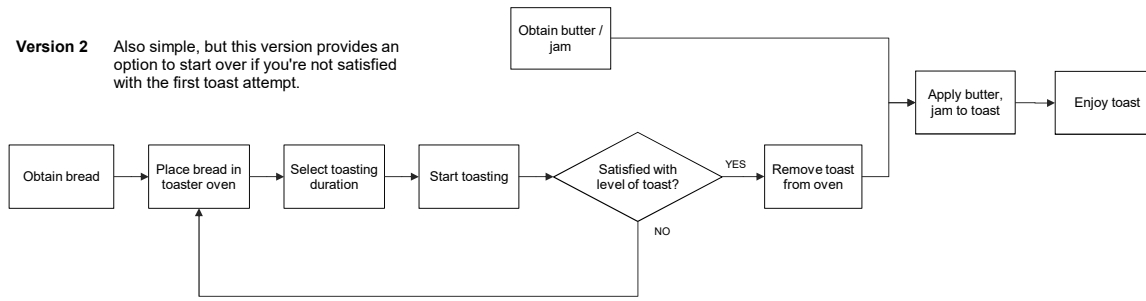 Version 2
Also simple, but this version provides an
option to start over if you're not satisfied
with the first toast attempt.
Obtain butter /
jam
Apply butter,
jam to toast
Enjoy toast
Obtain bread
Place bread in
toaster oven
Select toasting
duration
Start toasting
Satisfied with
level of toast?
YES
Remove toast
from oven
NO